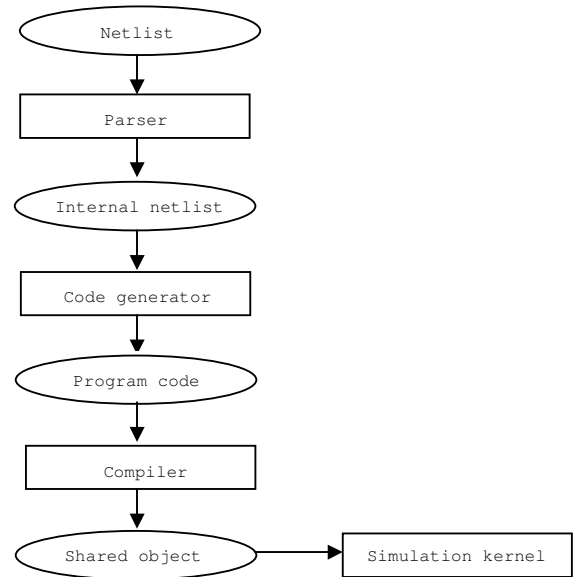 Netlist
Parser
Internal netlist
Code generator
Program code
Compiler
Shared object
Simulation kernel